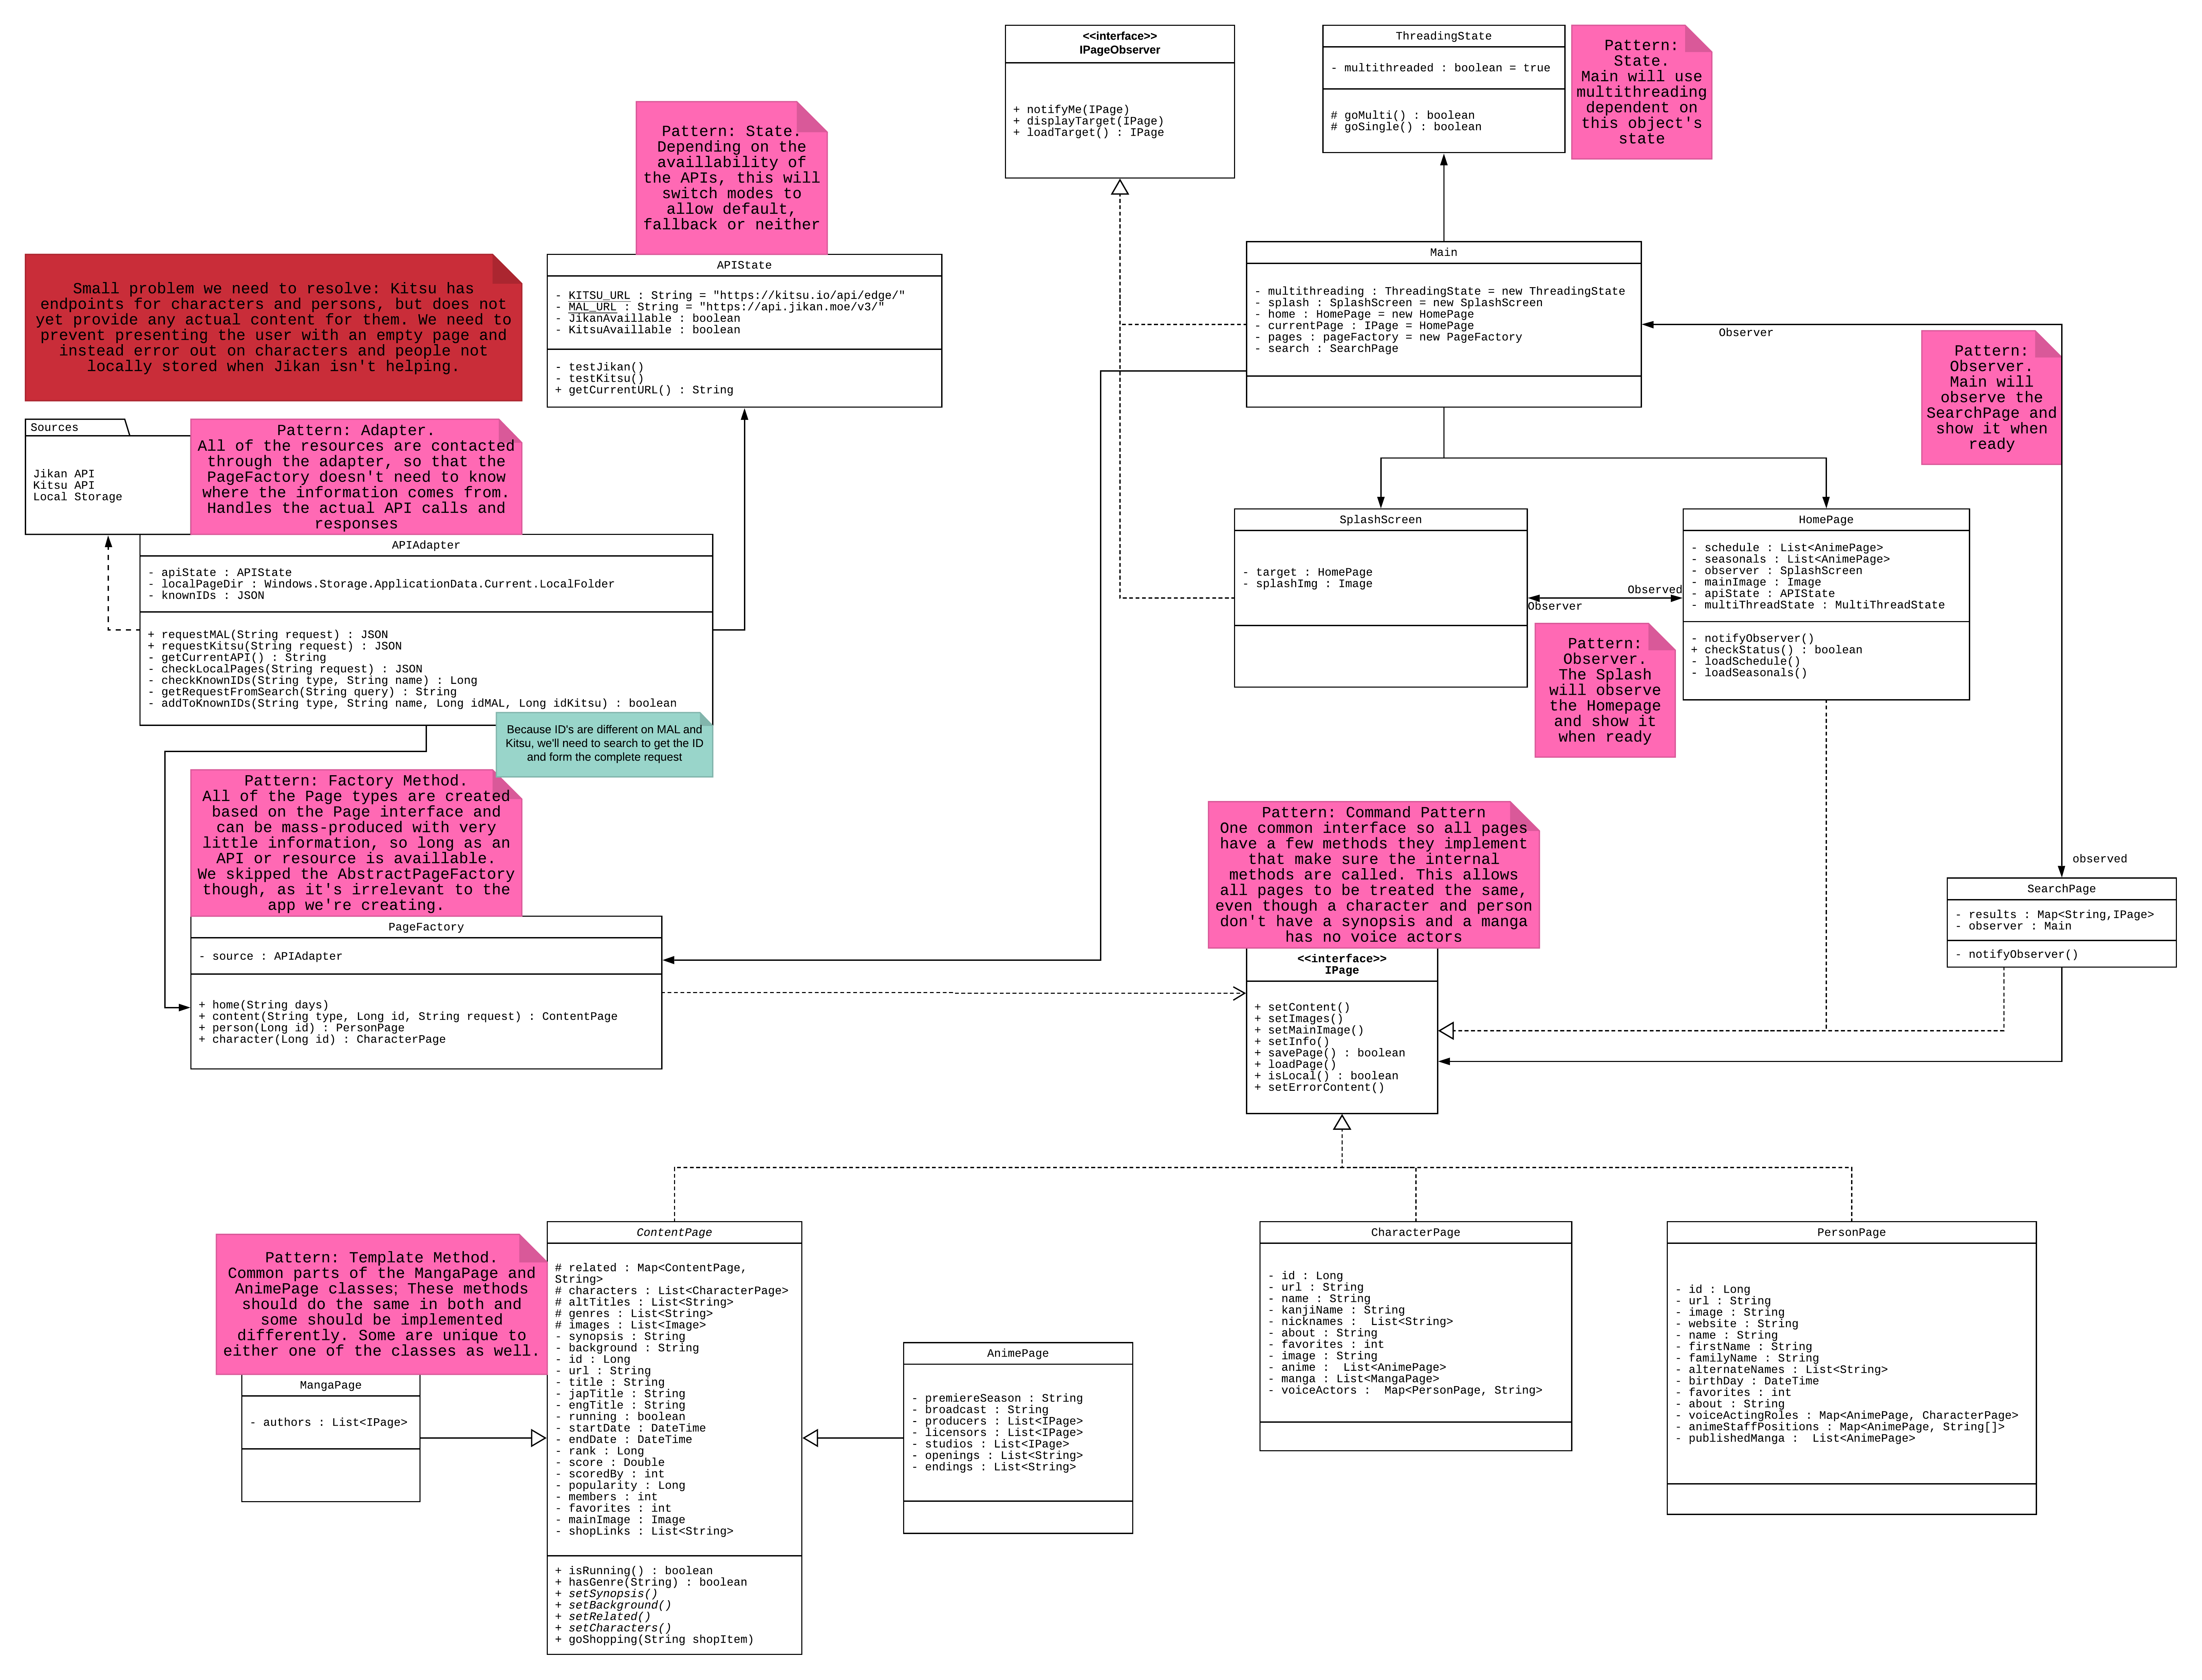 <<interface>>
IPageObserver
+ notifyMe(IPage)
+ displayTarget(IPage)
+ loadTarget() : IPage
ThreadingState
- multithreaded : boolean = true
# goMulti() : boolean
# goSingle() : boolean
Pattern:
State.
Main will use
multithreading
dependent on
this object's
state
Pattern: State.
Depending on the
availlability of
the APIs, this will
switch modes to
allow default,
fallback or neither
APIState
- KITSU_URL : String = "https://kitsu.io/api/edge/"
- MAL_URL : String = "https://api.jikan.moe/v3/"
- JikanAvaillable : boolean
- KitsuAvaillable : boolean
- testJikan()
- testKitsu()
+ getCurrentURL() : String
Small problem we need to resolve: Kitsu has
endpoints for characters and persons, but does not
yet provide any actual content for them. We need to
prevent presenting the user with an empty page and
instead error out on characters and people not
locally stored when Jikan isn't helping.
Main
- multithreading : ThreadingState = new ThreadingState
- splash : SplashScreen = new SplashScreen
- home : HomePage = new HomePage
- currentPage : IPage = HomePage
- pages : pageFactory = new PageFactory
- search : SearchPage
Observer
Pattern:
Observer.
Main will
observe the
SearchPage and
show it when
ready
Sources
Jikan API
Kitsu API
Local Storage
Pattern: Adapter.
All of the resources are contacted
through the adapter, so that the
PageFactory doesn't need to know
where the information comes from.
Handles the actual API calls and
responses
APIAdapter
- apiState : APIState
- localPageDir : Windows.Storage.ApplicationData.Current.LocalFolder
- knownIDs : JSON
+ requestMAL(String request) : JSON
+ requestKitsu(String request) : JSON
- getCurrentAPI() : String
- checkLocalPages(String request) : JSON
- checkKnownIDs(String type, String name) : Long
- getRequestFromSearch(String query) : String
- addToKnownIDs(String type, String name, Long idMAL, Long idKitsu) : boolean
Because ID's are different on MAL and
Kitsu, we'll need to search to get the ID
and form the complete request
SplashScreen
- target : HomePage
- splashImg : Image
Observed
Observer
HomePage
- schedule : List<AnimePage>
- seasonals : List<AnimePage>
- observer : SplashScreen
- mainImage : Image
- apiState : APIState
- multiThreadState : MultiThreadState
- notifyObserver()
+ checkStatus() : boolean
- loadSchedule()
- loadSeasonals()
Pattern:
Observer.
The Splash
will observe
the Homepage
and show it
when ready
Pattern: Factory Method.
All of the Page types are created
based on the Page interface and
can be mass-produced with very
little information, so long as an
API or resource is availlable.
We skipped the AbstractPageFactory
though, as it's irrelevant to the
app we're creating.
PageFactory
- source : APIAdapter
+ home(String days)
+ content(String type, Long id, String request) : ContentPage
+ person(Long id) : PersonPage
+ character(Long id) : CharacterPage
Pattern: Command Pattern
One common interface so all pages
have a few methods they implement
that make sure the internal
methods are called. This allows
all pages to be treated the same,
even though a character and person
don't have a synopsis and a manga
has no voice actors
<<interface>>
IPage
+ setContent()
+ setImages()
+ setMainImage()
+ setInfo()
+ savePage() : boolean
+ loadPage()
+ isLocal() : boolean
+ setErrorContent()
observed
SearchPage
- results : Map<String,IPage>
- observer : Main
- notifyObserver()
Pattern: Template Method.
Common parts of the MangaPage and
AnimePage classes; These methods
should do the same in both and
some should be implemented
differently. Some are unique to
either one of the classes as well.
MangaPage
- authors : List<IPage>
ContentPage
# related : Map<ContentPage,
String>
# characters : List<CharacterPage>
# altTitles : List<String>
# genres : List<String>
# images : List<Image>
- synopsis : String
- background : String
- id : Long
- url : String
- title : String
- japTitle : String
- engTitle : String
- running : boolean
- startDate : DateTime
- endDate : DateTime
- rank : Long
- score : Double
- scoredBy : int
- popularity : Long
- members : int
- favorites : int
- mainImage : Image
- shopLinks : List<String>
+ isRunning() : boolean
+ hasGenre(String) : boolean
+ setSynopsis()
+ setBackground()
+ setRelated()
+ setCharacters()
+ goShopping(String shopItem)
AnimePage
- premiereSeason : String
- broadcast : String
- producers : List<IPage>
- licensors : List<IPage>
- studios : List<IPage>
- openings : List<String>
- endings : List<String>
CharacterPage
- id : Long
- url : String
- name : String
- kanjiName : String
- nicknames :  List<String>
- about : String
- favorites : int
- image : String
- anime :  List<AnimePage>
- manga : List<MangaPage>
- voiceActors :  Map<PersonPage, String>
PersonPage
- id : Long
- url : String
- image : String
- website : String
- name : String
- firstName : String
- familyName : String
- alternateNames : List<String>
- birthDay : DateTime
- favorites : int
- about : String
- voiceActingRoles : Map<AnimePage, CharacterPage>
- animeStaffPositions : Map<AnimePage, String[]>
- publishedManga :  List<AnimePage>